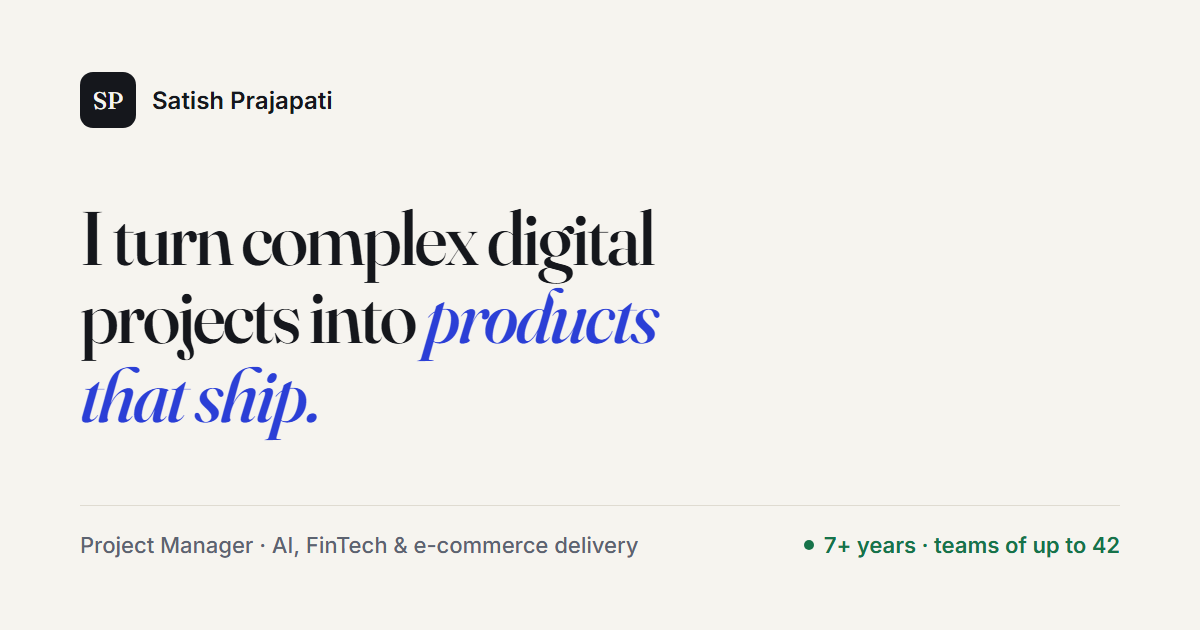 SP
Satish Prajapati
I turn complex digital
projects into products
that ship.
Project Manager · AI, FinTech & e-commerce delivery
7+ years · teams of up to 42